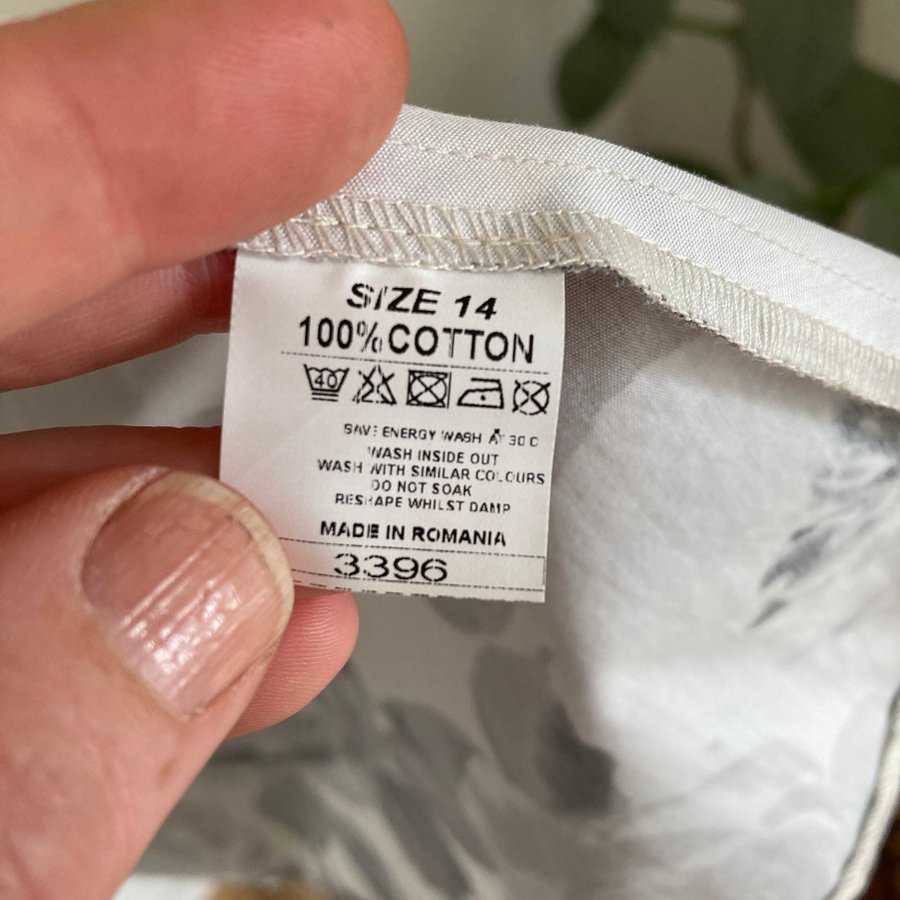 SIZE 14
100% COTTON
40
SAVE ENERGY WASH AT 30 C
WASH INSIDE OUT
WASH WITH SIMILAR COLOURS
DO NOT SOAK
RESHAPE WHILST DAMP
MADE IN ROMANIA
3396